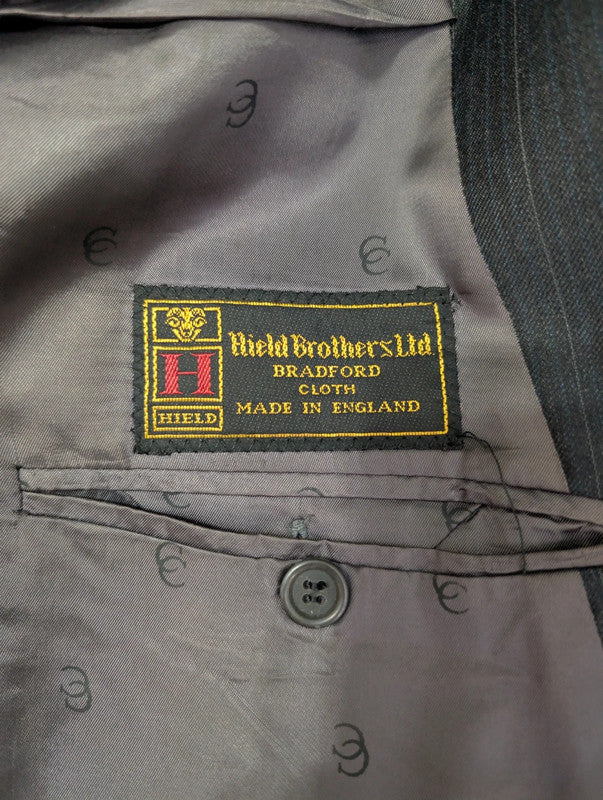 Hield Brothers Ltd.
BRADFORD
CLOTH
MADE IN ENGLAND
H
HIELD